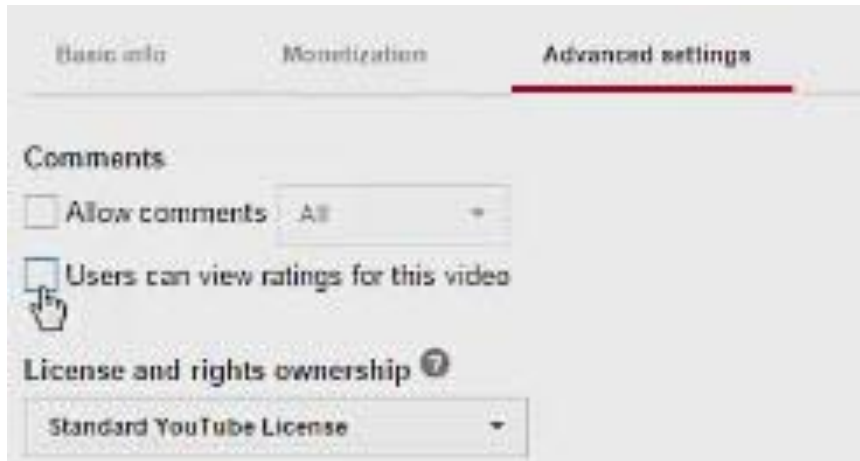 Basic info Monetization Advanced settings
Comments
Allow comments All
Users can view ratings for this video
License and rights ownership ?
Standard YouTube License